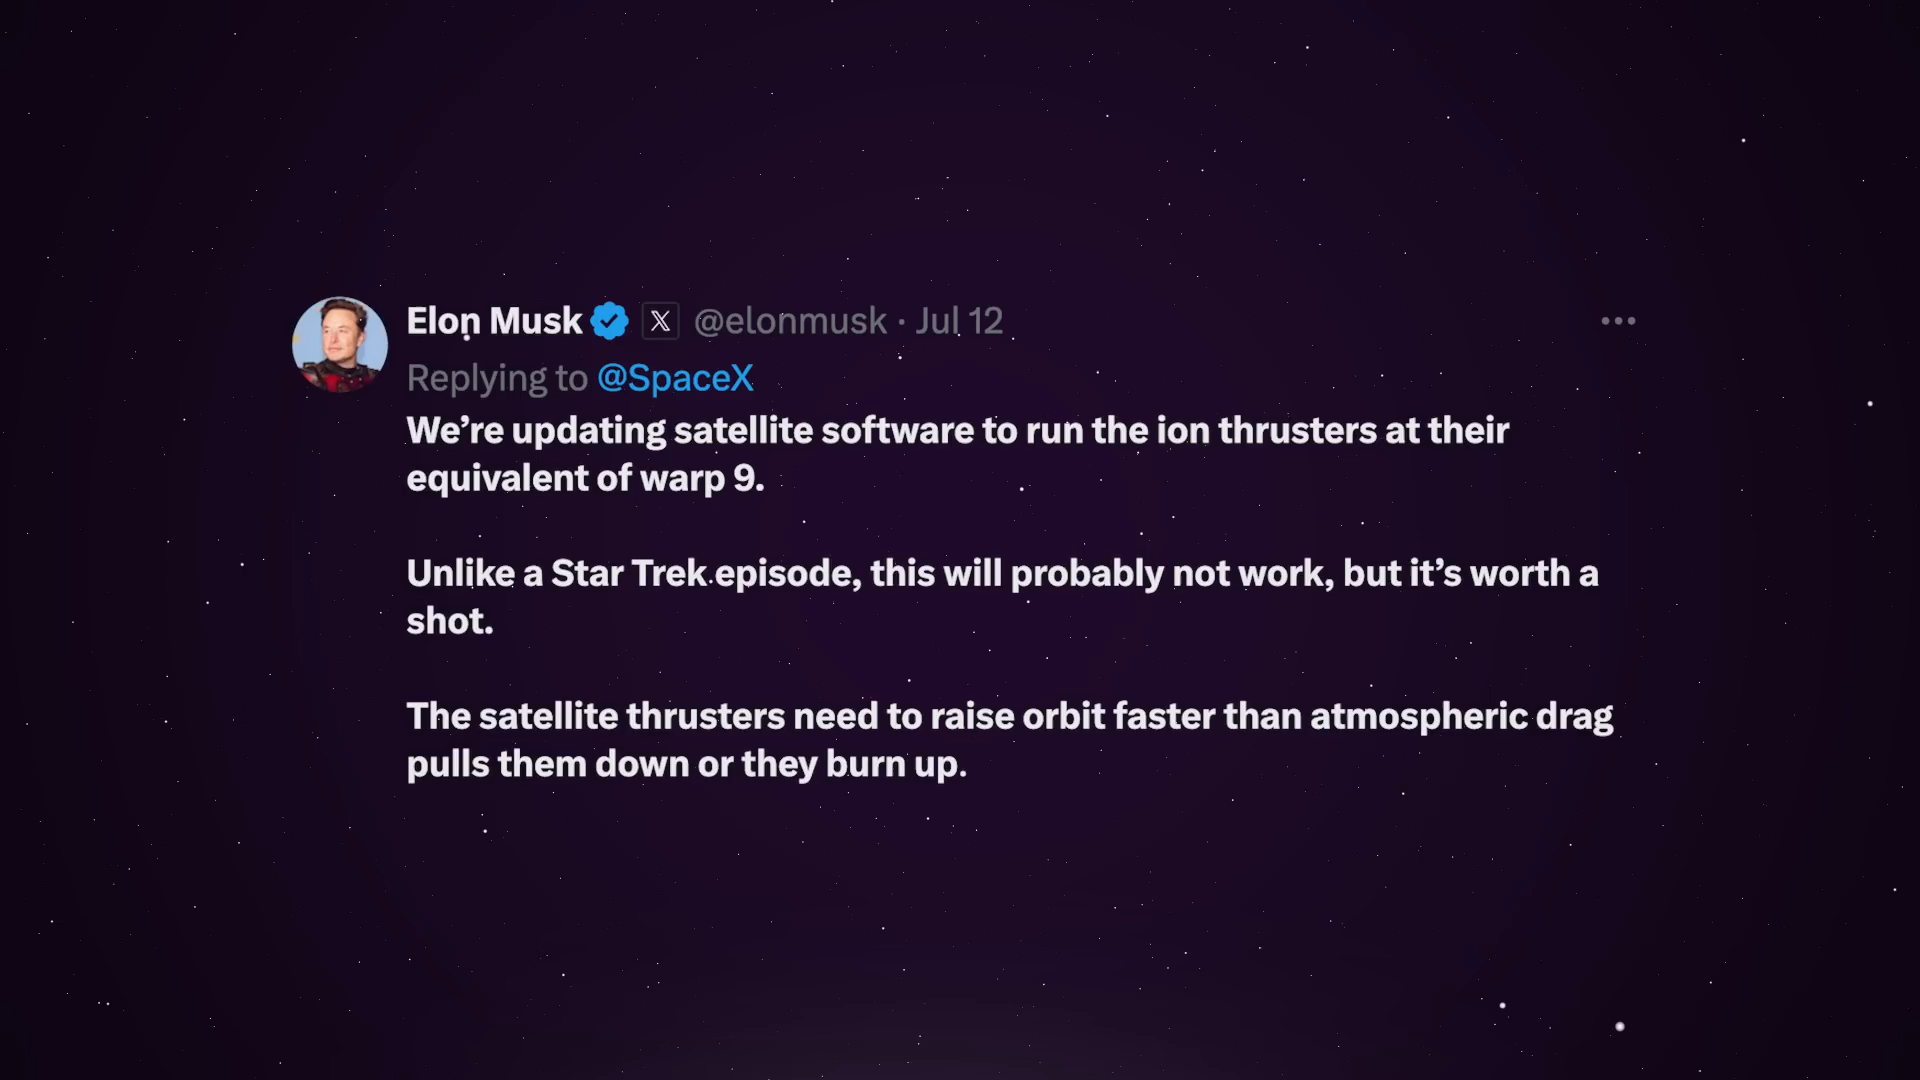 Elon Musk X @elonmusk · Jul 12
Replying to @SpaceX
We’re updating satellite software to run the ion thrusters at their
equivalent of warp 9.
Unlike a Star Trek episode, this will probably not work, but it’s worth a
shot.
The satellite thrusters need to raise orbit faster than atmospheric drag
pulls them down or they burn up.